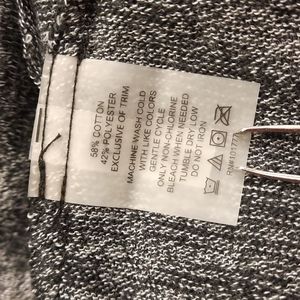 58% COTTON
42% POLYESTER
EXCLUSIVE OF TRIM
MACHINE WASH COLD
WITH LIKE COLORS
GENTLE CYCLE
ONLY NON-CHLORINE
BLEACH WHEN NEEDED
TUMBLE DRY LOW
DO NOT IRON